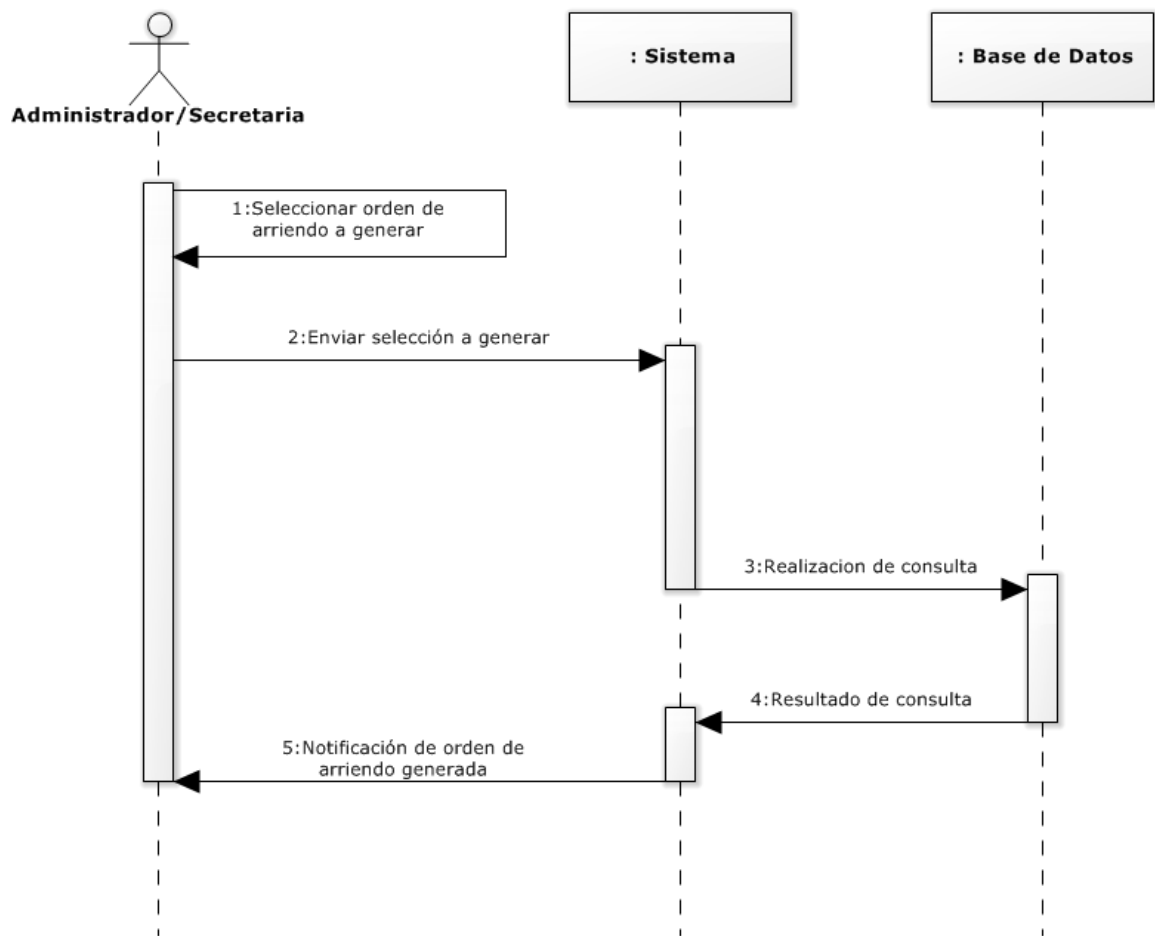 Administrador/Secretaria
: Sistema
: Base de Datos
1:Seleccionar orden de
arriendo a generar
2:Enviar selección a generar
3:Realizacion de consulta
4:Resultado de consulta
5:Notificación de orden de
arriendo generada